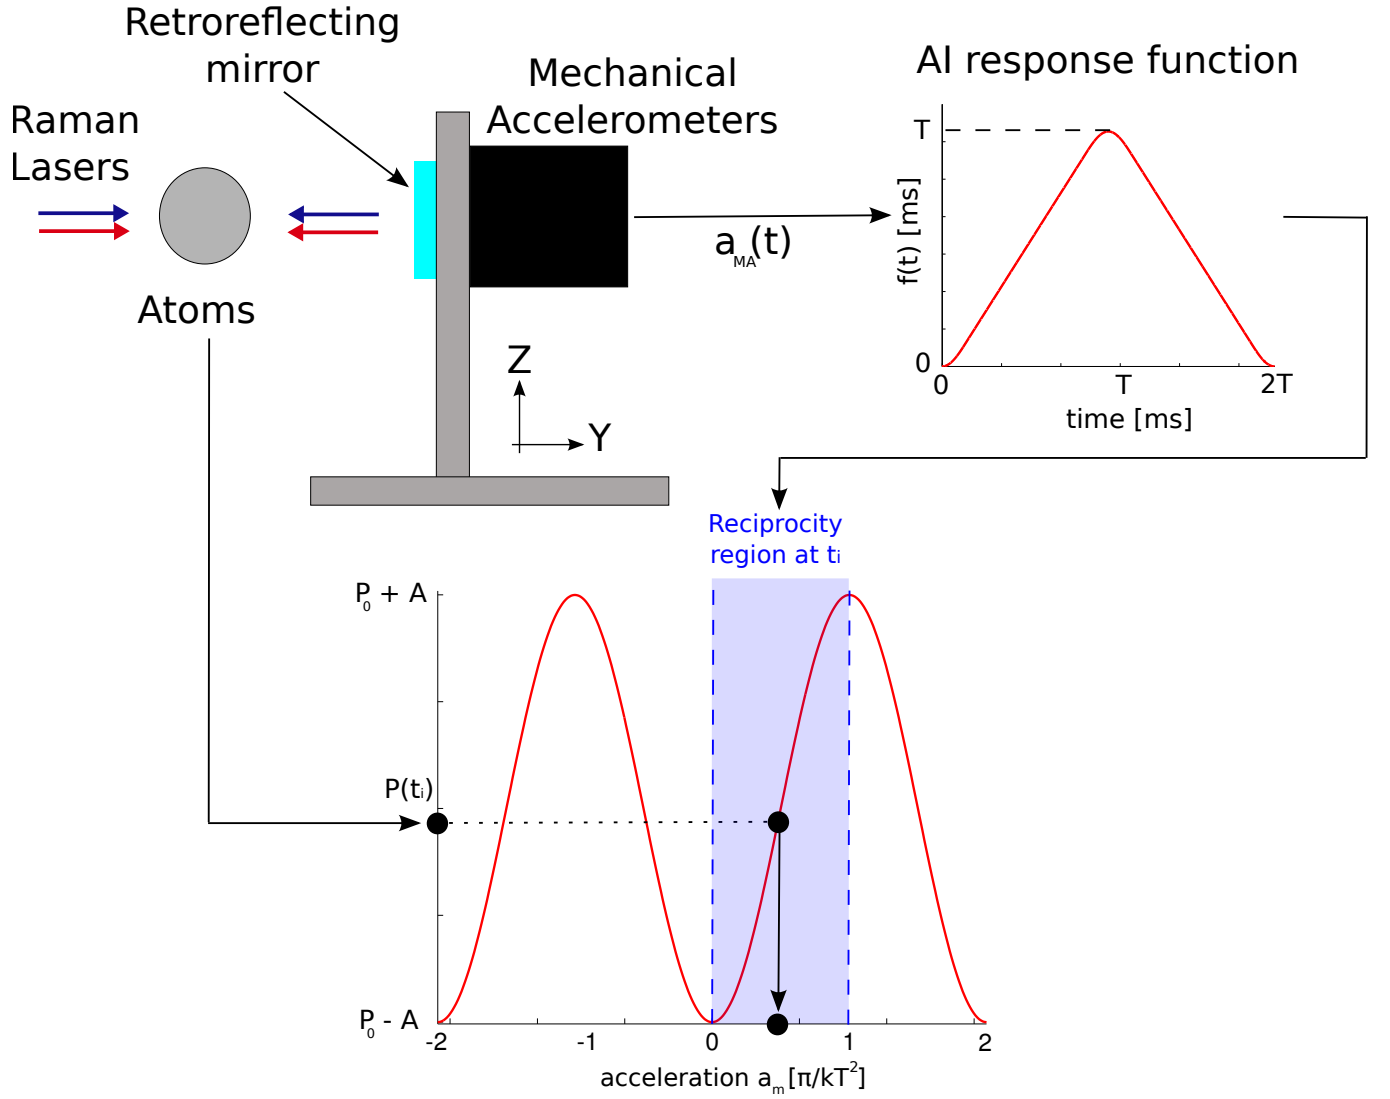 Retroreflecting
mirror
Raman
Lasers
Atoms
Mechanical
Accelerometers
a_MA(t)
Z
Y
AI response function
f(t) [ms]
T
0
0
T
2T
time [ms]
Reciprocity
region at tᵢ
P₀ + A
P(tᵢ)
P₀ - A
-2
-1
0
1
2
acceleration aₘ [π/kT²]